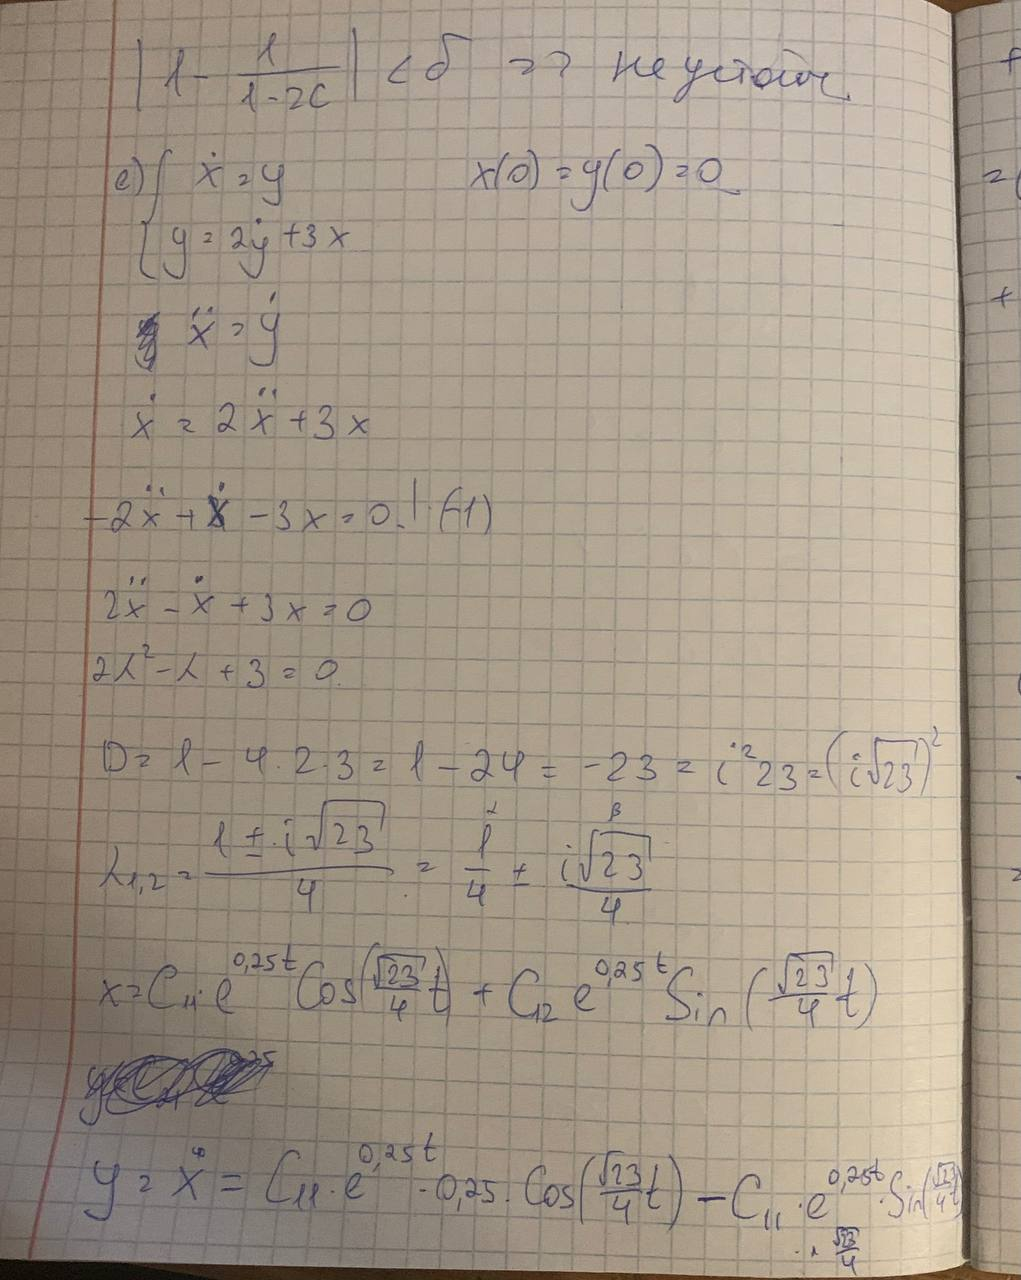 |1 - 1/(1-2C)| < δ => неустойч.
e) { ẋ = y x(0) = y(0) = 0
{ y = 2ẏ + 3x
ẍ = ẏ
ẋ = 2ẍ + 3x
-2ẍ + ẋ - 3x = 0 | · (-1)
2ẍ - ẋ + 3x = 0
2λ² - λ + 3 = 0.
D = 1 - 4·2·3 = 1 - 24 = -23 = i²23 = (i√23)²
λ₁,₂ = (1 ± i√23)/4 = 1/4 ± i√23/4
α β
x = C₁₁·e^(0,25t) Cos(√23/4 t) + C₁₂ e^(0,25t) Sin(√23/4 t)
y = ẋ = C₁₁·e^(0,25t)·0,25·Cos(√23/4 t) - C₁₁·e^(0,25t)·Sin(√23/4 t)
· √23/4